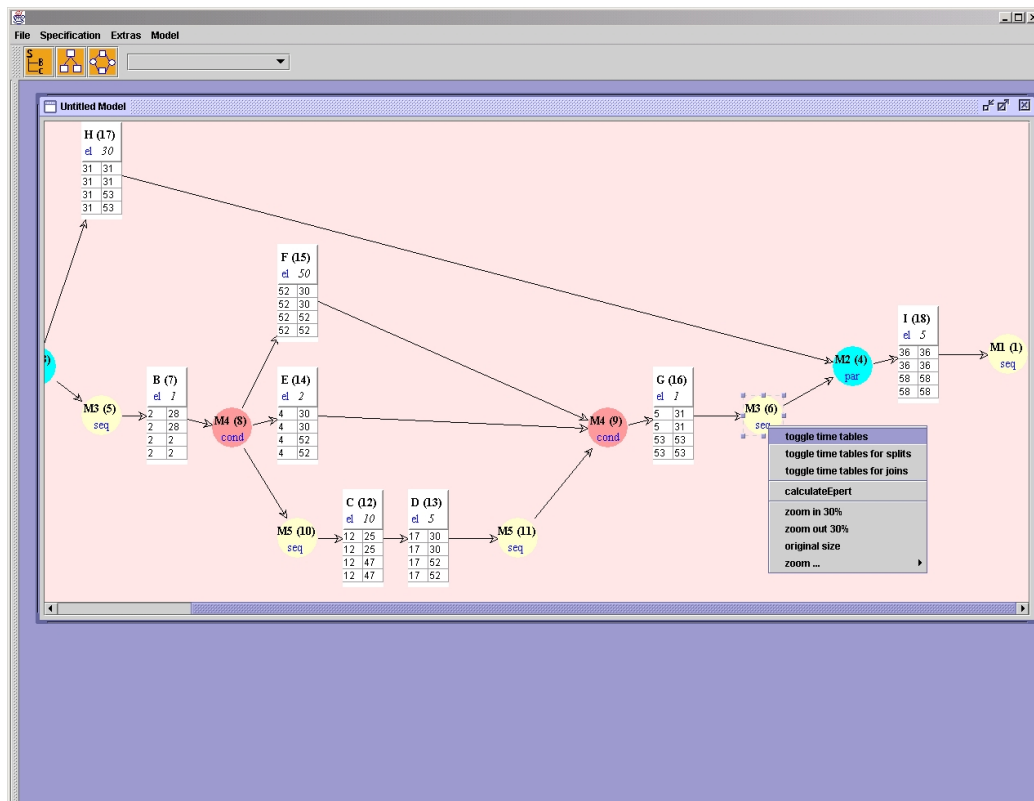 File Specification Extras Model
S
B
C
Untitled Model
H (17)
el 30
31 31
31 31
31 53
31 53
F (15)
el 50
52 30
52 30
52 52
52 52
I (18)
el 5
36 36
36 36
58 58
58 58
M1 (1)
seq
M2 (4)
par
B (7)
el 1
2 28
2 28
2 2
2 2
E (14)
el 2
4 30
4 30
4 52
4 52
G (16)
el 1
5 31
5 31
53 53
53 53
M3 (5)
seq
M4 (8)
cond
M4 (9)
cond
M3 (6)
seq
toggle time tables
toggle time tables for splits
toggle time tables for joins
calculateEpert
zoom in 30%
zoom out 30%
original size
zoom ...
C (12)
el 10
12 25
12 25
12 47
12 47
D (13)
el 5
17 30
17 30
17 52
17 52
M5 (10)
seq
M5 (11)
seq